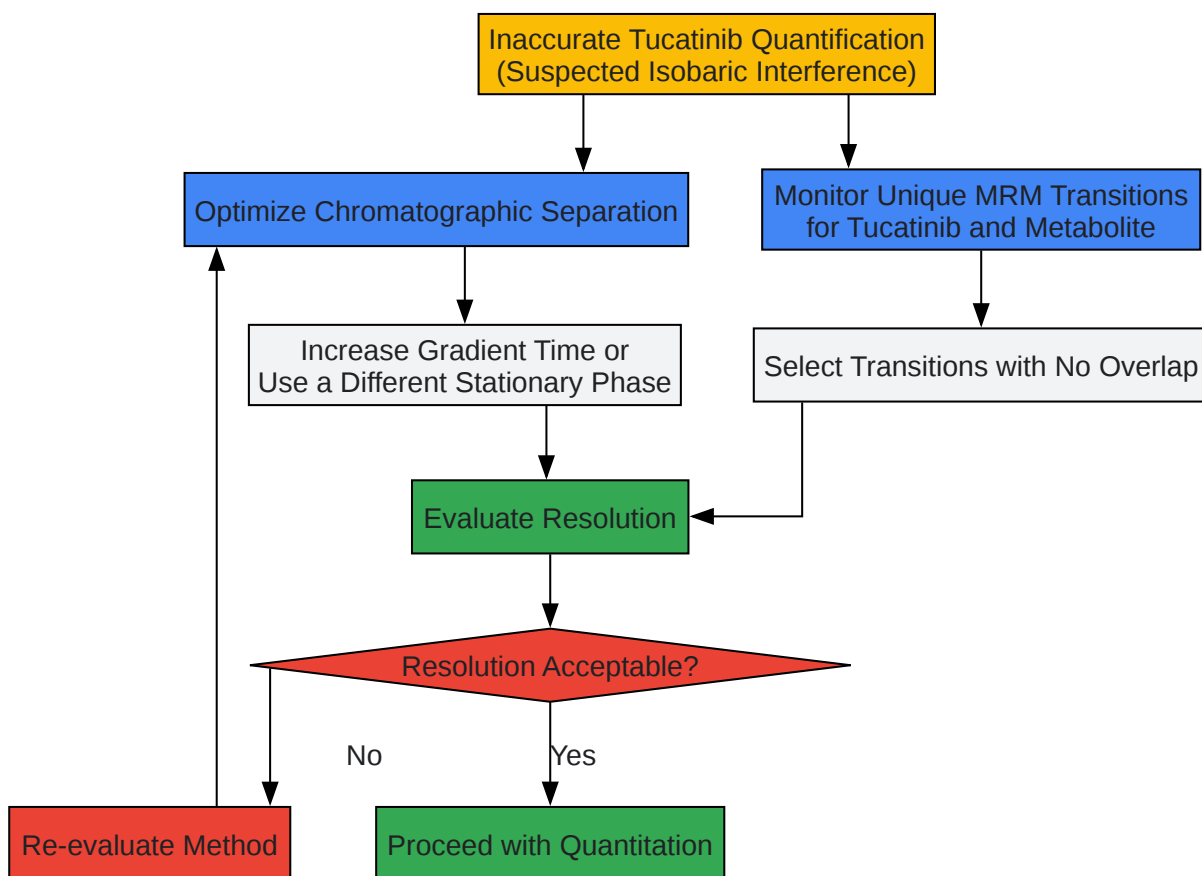 Inaccurate Tucatinib Quantification
(Suspected Isobaric Interference)
Optimize Chromatographic Separation
Monitor Unique MRM Transitions
for Tucatinib and Metabolite
Increase Gradient Time or
Use a Different Stationary Phase
Select Transitions with No Overlap
Evaluate Resolution
Resolution Acceptable?
No
Yes
Re-evaluate Method
Proceed with Quantitation